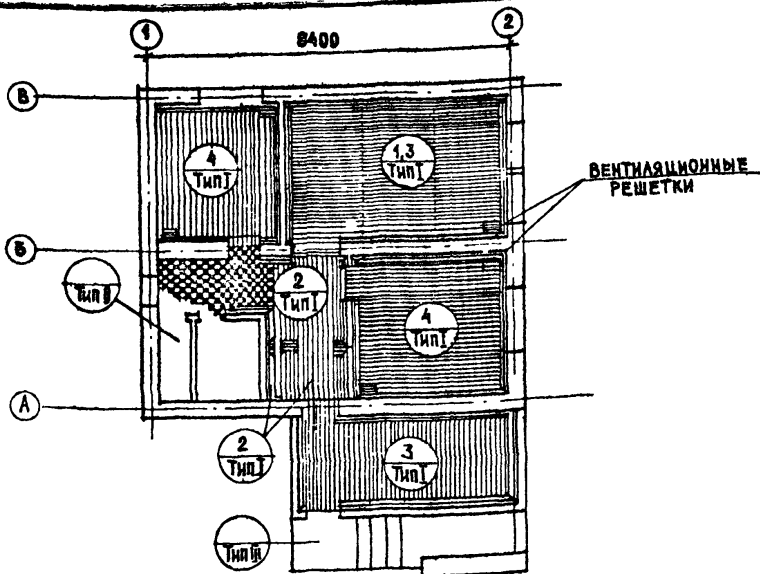 1
2
8400
В
4
Тип I
1,3
Тип I
ВЕНТИЛЯЦИОННЫЕ
РЕШЕТКИ
Б
2
Тип I
Тип II
4
Тип I
А
2
Тип I
3
Тип I
Тип III